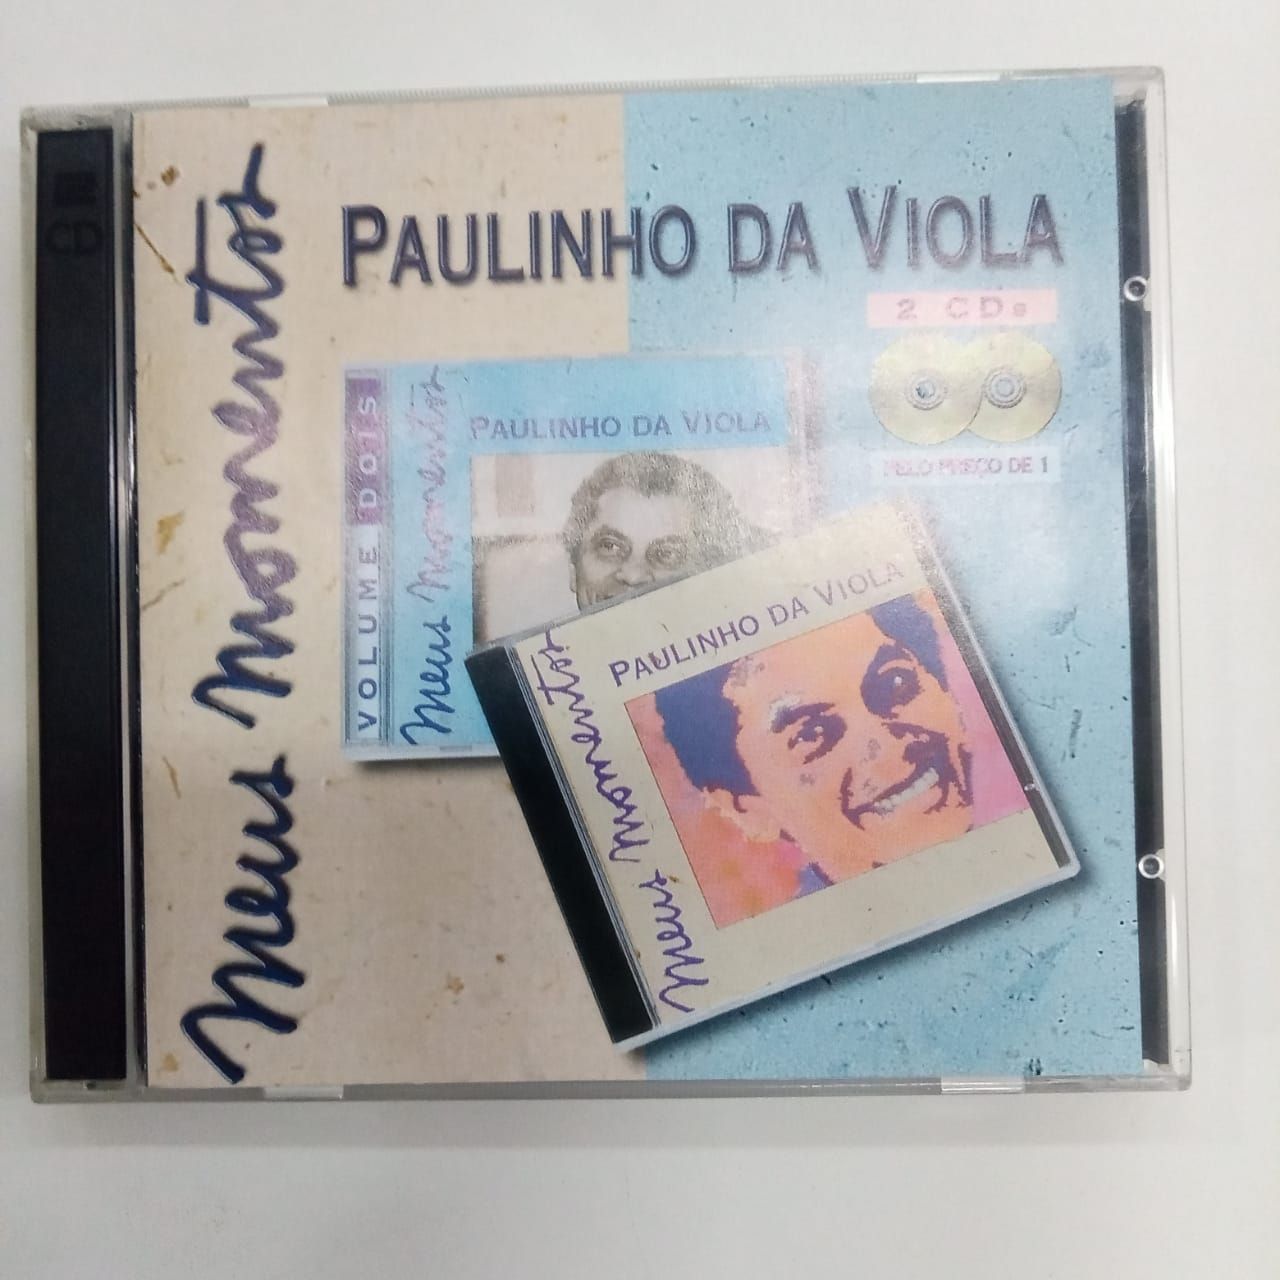 Meus Momentos
PAULINHO DA VIOLA
2 CDs
PELO PREÇO DE 1
VOLUME DOIS
Meus Momentos
PAULINHO DA VIOLA
Meus Momentos
PAULINHO DA VIOLA